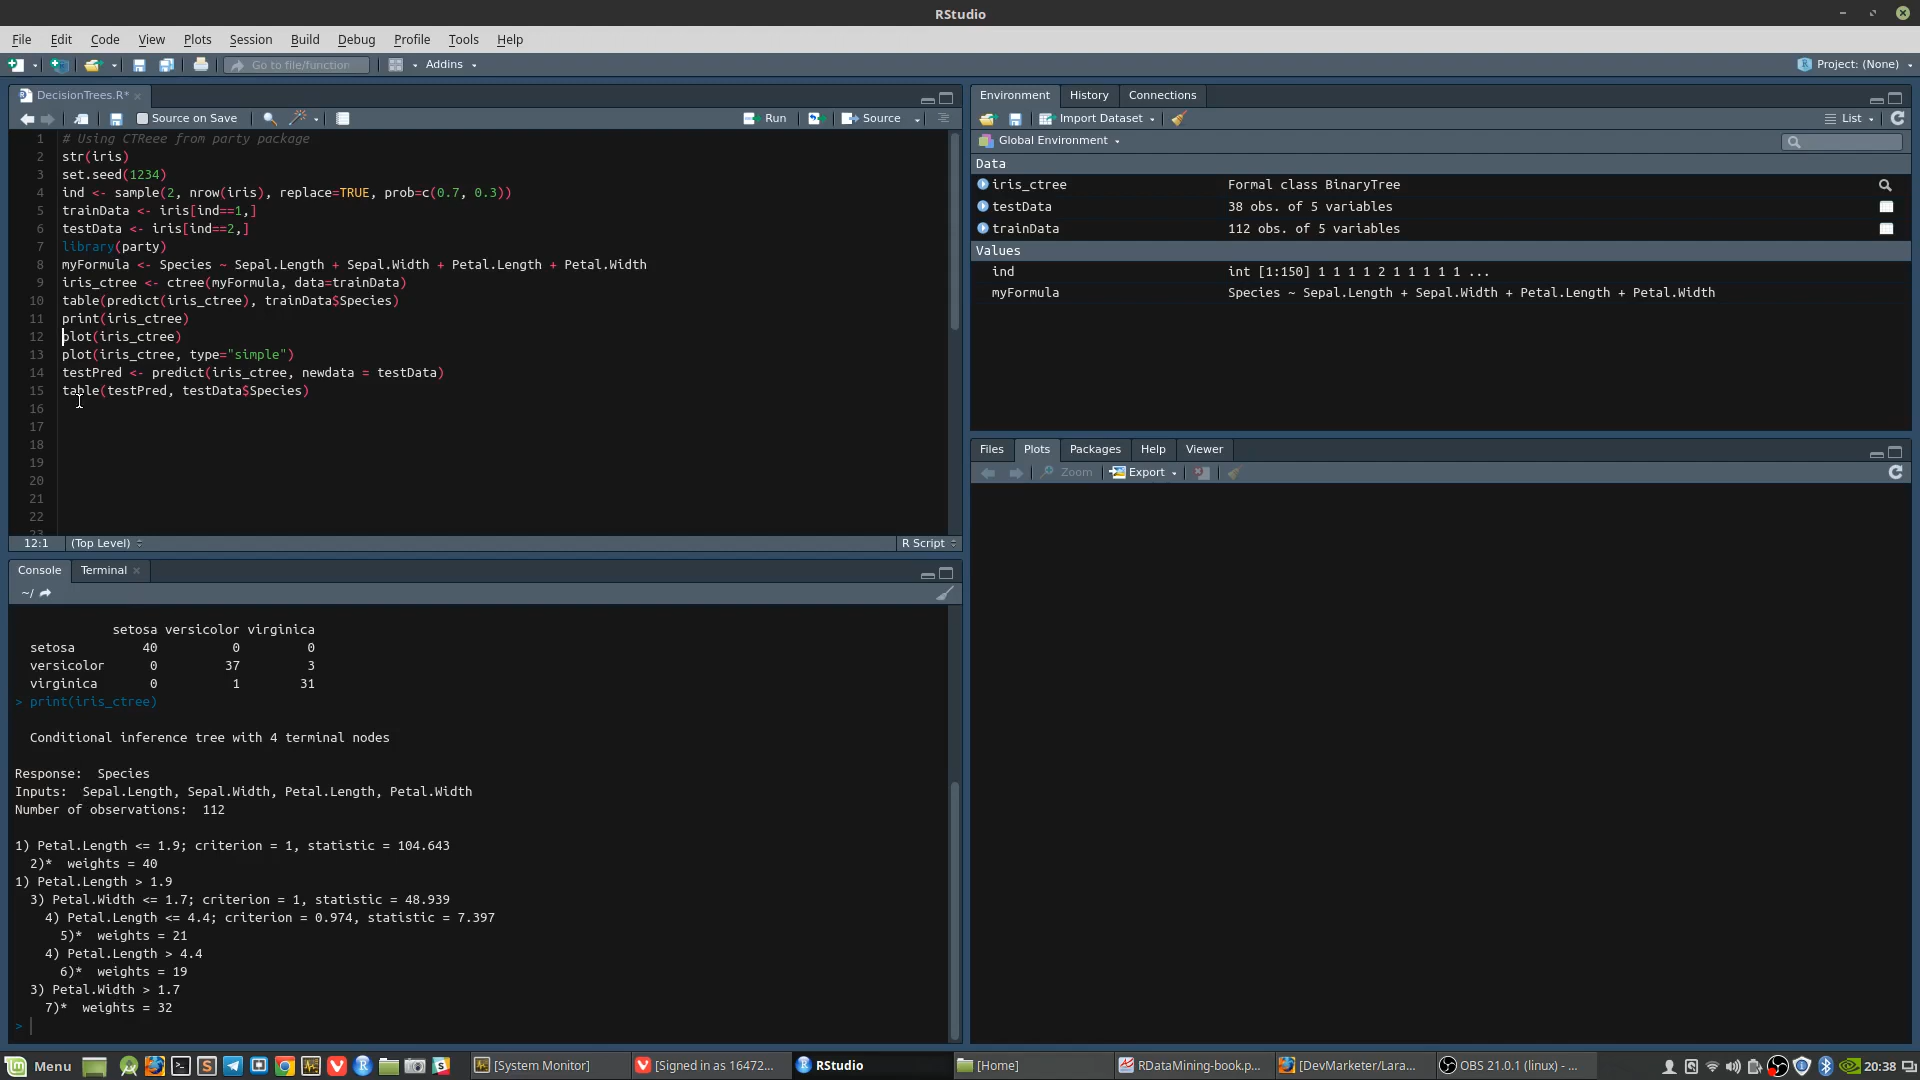 RStudio
File Edit Code View Plots Session Build Debug Profile Tools Help
Go to file/function Addins Project: (None)
DecisionTrees.R*
Source on Save Run Source
1 # Using CTReee from party package
2 str(iris)
3 set.seed(1234)
4 ind <- sample(2, nrow(iris), replace=TRUE, prob=c(0.7, 0.3))
5 trainData <- iris[ind==1,]
6 testData <- iris[ind==2,]
7 library(party)
8 myFormula <- Species ~ Sepal.Length + Sepal.Width + Petal.Length + Petal.Width
9 iris_ctree <- ctree(myFormula, data=trainData)
10 table(predict(iris_ctree), trainData$Species)
11 print(iris_ctree)
12 plot(iris_ctree)
13 plot(iris_ctree, type="simple")
14 testPred <- predict(iris_ctree, newdata = testData)
15 table(testPred, testData$Species)
16
17
18
19
20
21
22
23
12:1 (Top Level) R Script
Console Terminal
~/
setosa versicolor virginica
setosa 40 0 0
versicolor 0 37 3
virginica 0 1 31
> print(iris_ctree)
Conditional inference tree with 4 terminal nodes
Response: Species
Inputs: Sepal.Length, Sepal.Width, Petal.Length, Petal.Width
Number of observations: 112
1) Petal.Length <= 1.9; criterion = 1, statistic = 104.643
2)* weights = 40
1) Petal.Length > 1.9
3) Petal.Width <= 1.7; criterion = 1, statistic = 48.939
4) Petal.Length <= 4.4; criterion = 0.974, statistic = 7.397
5)* weights = 21
4) Petal.Length > 4.4
6)* weights = 19
3) Petal.Width > 1.7
7)* weights = 32
>
Environment History Connections
Import Dataset List
Global Environment
Data
iris_ctree Formal class BinaryTree
testData 38 obs. of 5 variables
trainData 112 obs. of 5 variables
Values
ind int [1:150] 1 1 1 1 2 1 1 1 1 1 ...
myFormula Species ~ Sepal.Length + Sepal.Width + Petal.Length + Petal.Width
Files Plots Packages Help Viewer
Zoom Export
Menu [System Monitor] [Signed in as 16472... RStudio [Home] RDataMining-book.p... [DevMarketer/Lara... OBS 21.0.1 (linux) - ... 20:38